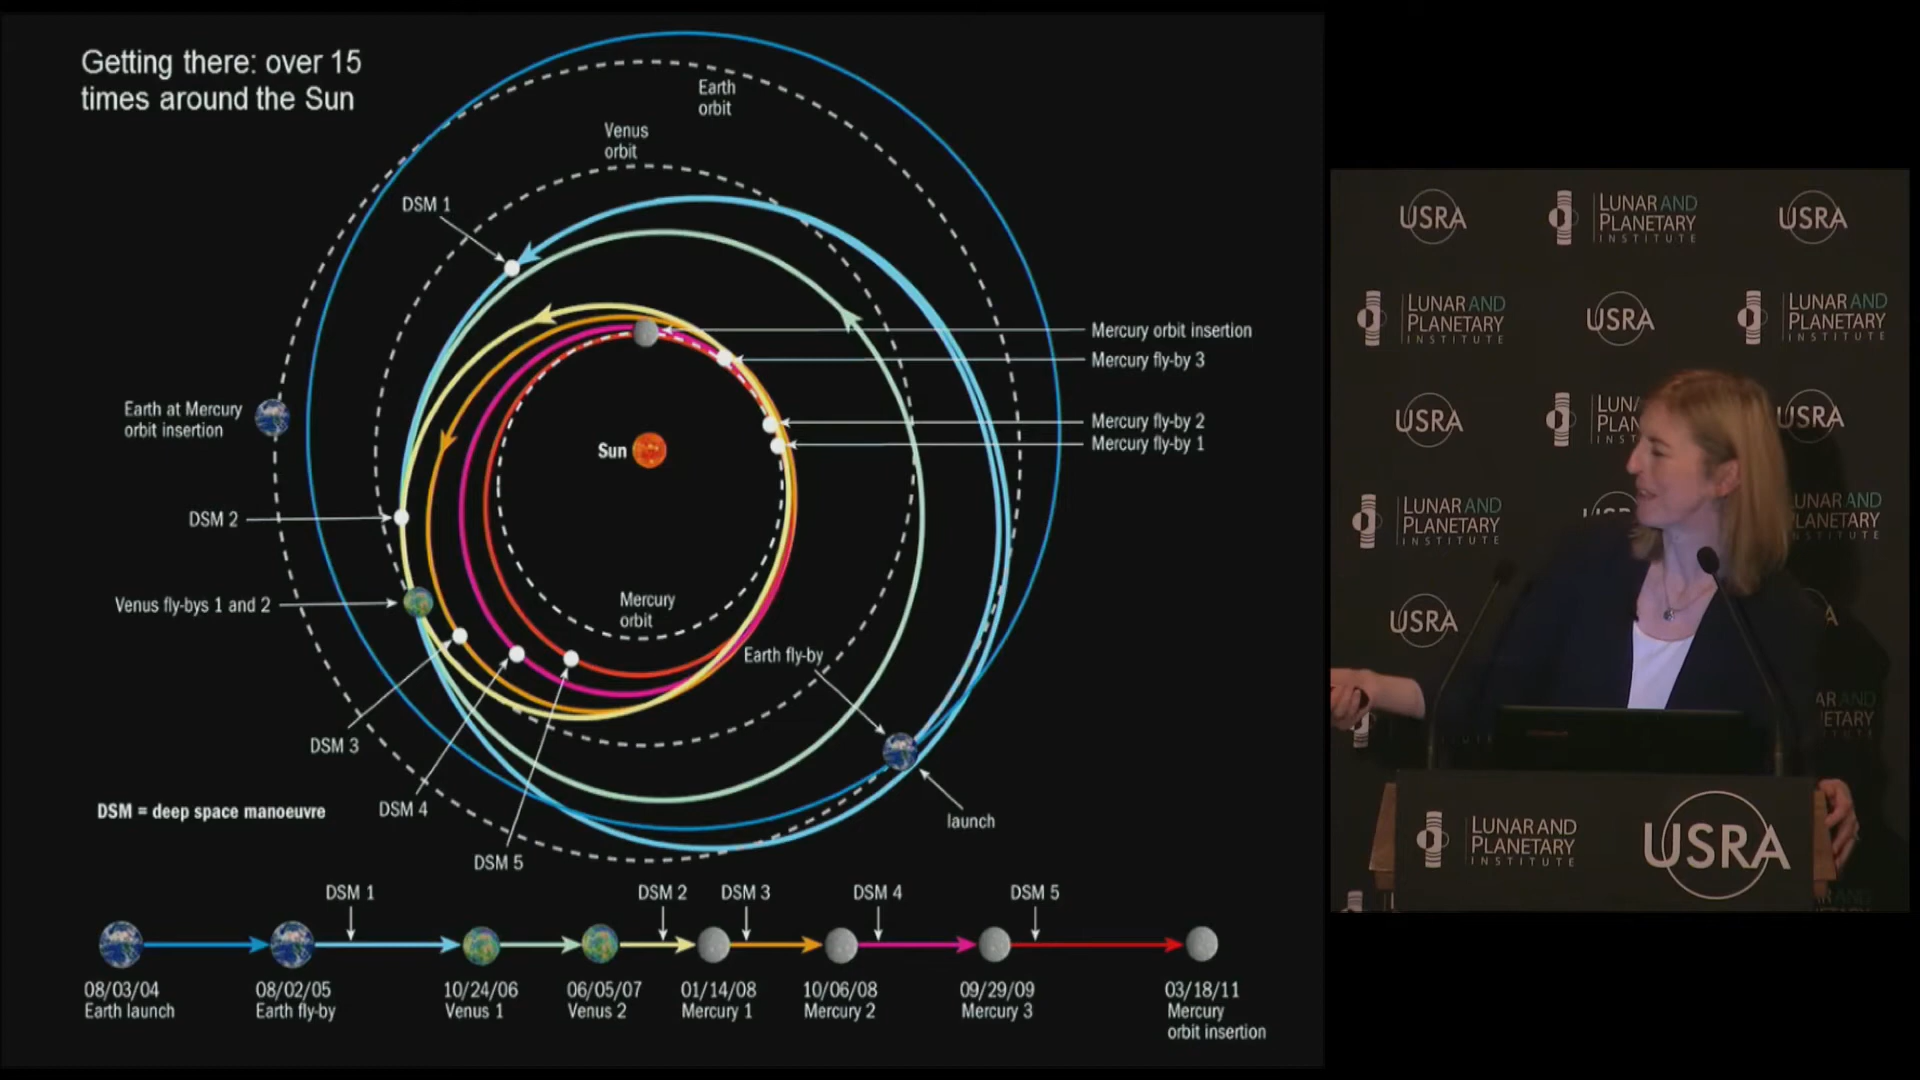 Getting there: over 15
times around the Sun
Earth
orbit
Venus
orbit
DSM 1
Mercury orbit insertion
Mercury fly-by 3
Earth at Mercury
orbit insertion
Mercury fly-by 2
Mercury fly-by 1
Sun
DSM 2
Venus fly-bys 1 and 2
Mercury
orbit
Earth fly-by
DSM 3
DSM 4
DSM = deep space manoeuvre
launch
DSM 5
DSM 1
DSM 2
DSM 3
DSM 4
DSM 5
08/03/04
Earth launch
08/02/05
Earth fly-by
10/24/06
Venus 1
06/05/07
Venus 2
01/14/08
Mercury 1
10/06/08
Mercury 2
09/29/09
Mercury 3
03/18/11
Mercury
orbit insertion
USRA
LUNAR AND
PLANETARY
INSTITUTE
USRA
LUNAR AND
PLANETARY
INSTITUTE
USRA
LUNAR AND
PLANETARY
INSTITUTE
USRA
USRA
LUNAR AND
PLANETARY
INSTITUTE
USRA
LUNAR AND
PLANETARY
INSTITUTE
USRA